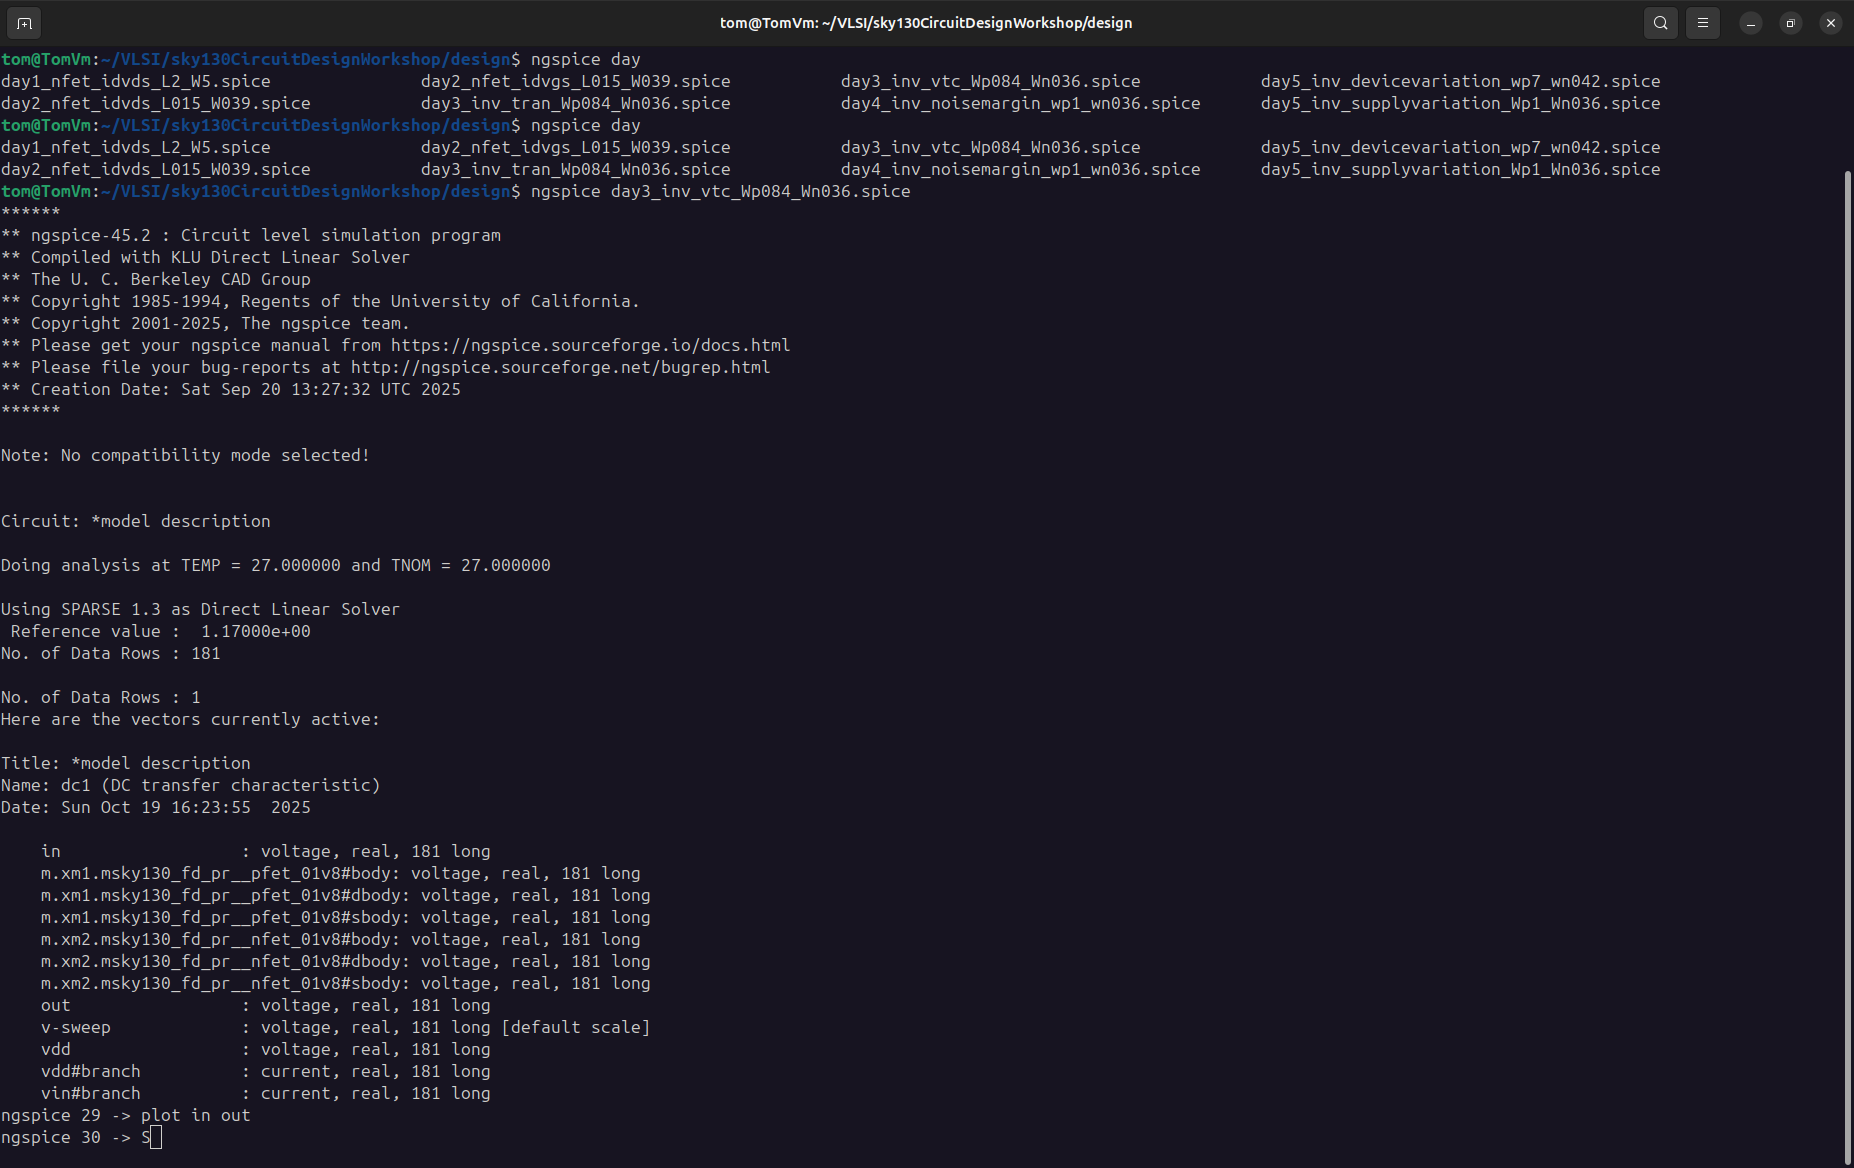 tom@TomVm: ~/VLSI/sky130CircuitDesignWorkshop/design
tom@TomVm:~/VLSI/sky130CircuitDesignWorkshop/design$ ngspice day
day1_nfet_idvds_L2_W5.spice               day2_nfet_idvgs_L015_W039.spice           day3_inv_vtc_Wp084_Wn036.spice            day5_inv_devicevariation_wp7_wn042.spice
day2_nfet_idvds_L015_W039.spice           day3_inv_tran_Wp084_Wn036.spice           day4_inv_noisemargin_wp1_wn036.spice      day5_inv_supplyvariation_Wp1_Wn036.spice
tom@TomVm:~/VLSI/sky130CircuitDesignWorkshop/design$ ngspice day
day1_nfet_idvds_L2_W5.spice               day2_nfet_idvgs_L015_W039.spice           day3_inv_vtc_Wp084_Wn036.spice            day5_inv_devicevariation_wp7_wn042.spice
day2_nfet_idvds_L015_W039.spice           day3_inv_tran_Wp084_Wn036.spice           day4_inv_noisemargin_wp1_wn036.spice      day5_inv_supplyvariation_Wp1_Wn036.spice
tom@TomVm:~/VLSI/sky130CircuitDesignWorkshop/design$ ngspice day3_inv_vtc_Wp084_Wn036.spice
******
** ngspice-45.2 : Circuit level simulation program
** Compiled with KLU Direct Linear Solver
** The U. C. Berkeley CAD Group
** Copyright 1985-1994, Regents of the University of California.
** Copyright 2001-2025, The ngspice team.
** Please get your ngspice manual from https://ngspice.sourceforge.io/docs.html
** Please file your bug-reports at http://ngspice.sourceforge.net/bugrep.html
** Creation Date: Sat Sep 20 13:27:32 UTC 2025
******
Note: No compatibility mode selected!
Circuit: *model description
Doing analysis at TEMP = 27.000000 and TNOM = 27.000000
Using SPARSE 1.3 as Direct Linear Solver
 Reference value :  1.17000e+00
No. of Data Rows : 181
No. of Data Rows : 1
Here are the vectors currently active:
Title: *model description
Name: dc1 (DC transfer characteristic)
Date: Sun Oct 19 16:23:55  2025
    in                  : voltage, real, 181 long
    m.xm1.msky130_fd_pr__pfet_01v8#body: voltage, real, 181 long
    m.xm1.msky130_fd_pr__pfet_01v8#dbody: voltage, real, 181 long
    m.xm1.msky130_fd_pr__pfet_01v8#sbody: voltage, real, 181 long
    m.xm2.msky130_fd_pr__nfet_01v8#body: voltage, real, 181 long
    m.xm2.msky130_fd_pr__nfet_01v8#dbody: voltage, real, 181 long
    m.xm2.msky130_fd_pr__nfet_01v8#sbody: voltage, real, 181 long
    out                 : voltage, real, 181 long
    v-sweep             : voltage, real, 181 long [default scale]
    vdd                 : voltage, real, 181 long
    vdd#branch          : current, real, 181 long
    vin#branch          : current, real, 181 long
ngspice 29 -> plot in out
ngspice 30 -> S